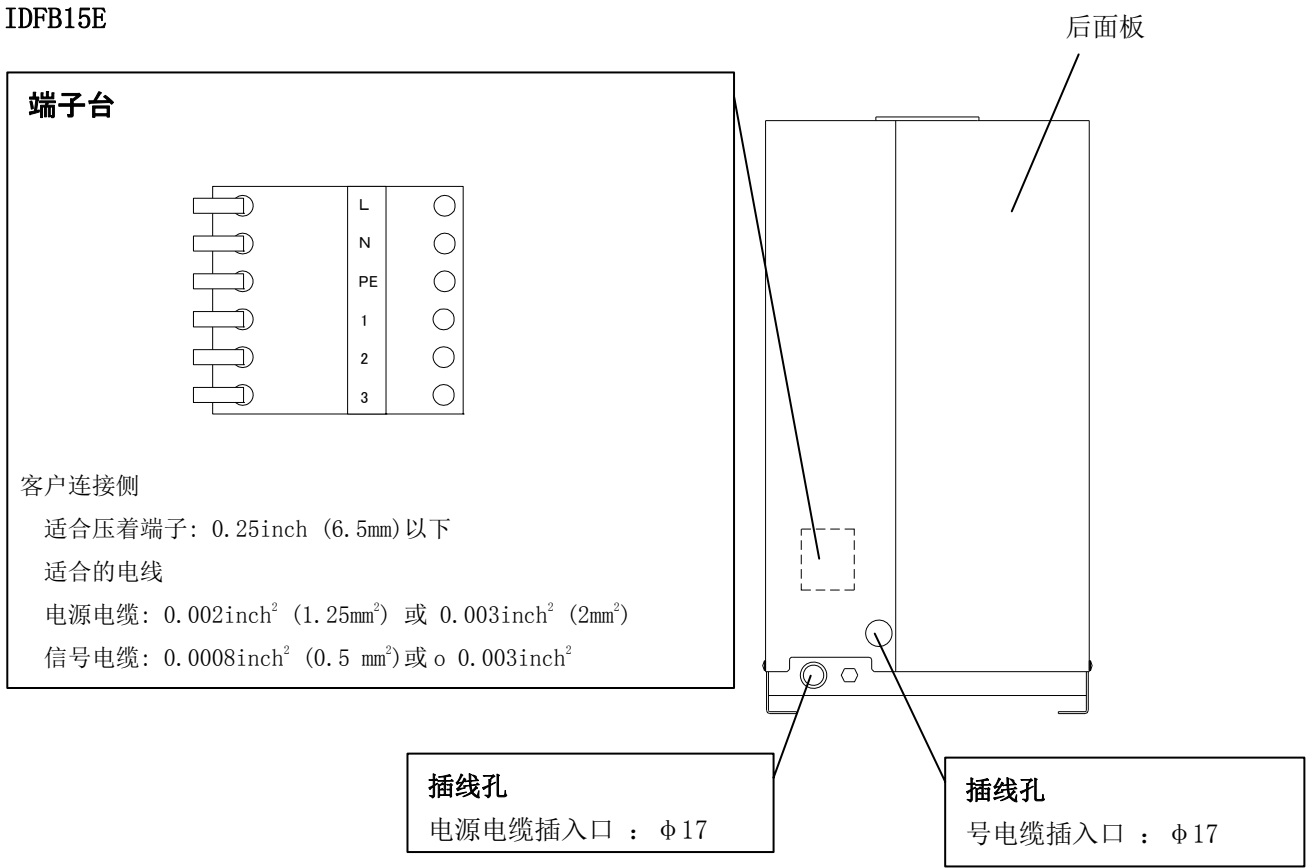 IDFB15E
后面板
端子台
L
N
PE
1
2
3
客户连接侧
适合压着端子: 0.25inch (6.5mm)以下
适合的电线
电源电缆: 0.002inch² (1.25mm²) 或 0.003inch² (2mm²)
信号电缆: 0.0008inch² (0.5 mm²)或 o 0.003inch²
插线孔
电源电缆插入口 : φ17
插线孔
号电缆插入口 : φ17